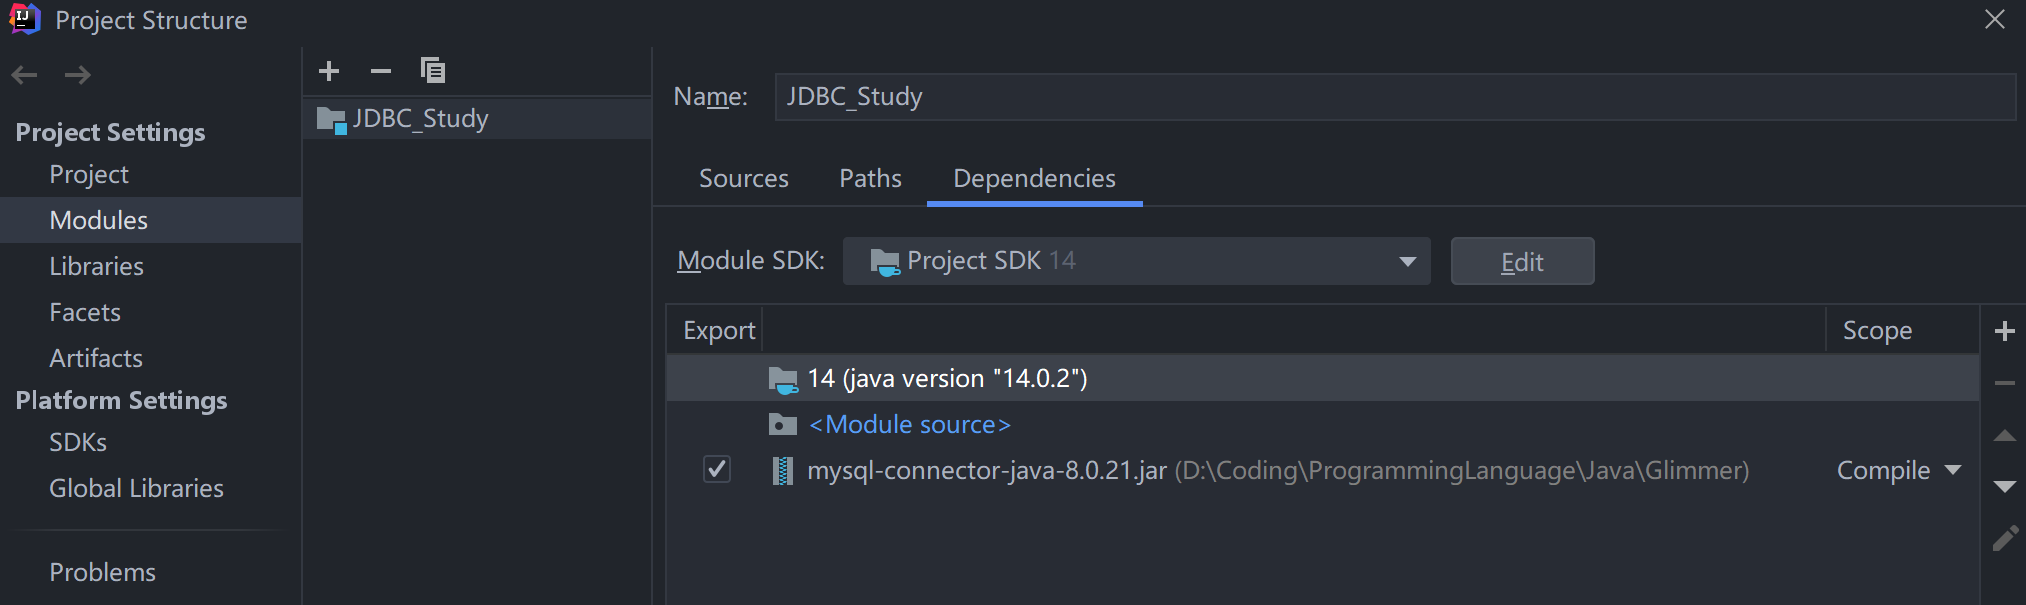 Project Structure
Project Settings
Project
Modules
Libraries
Facets
Artifacts
Platform Settings
SDKs
Global Libraries
Problems
JDBC_Study
Name: JDBC_Study
Sources Paths Dependencies
Module SDK: Project SDK 14 Edit
Export Scope
14 (java version "14.0.2")
<Module source>
mysql-connector-java-8.0.21.jar (D:\Coding\ProgrammingLanguage\Java\Glimmer) Compile